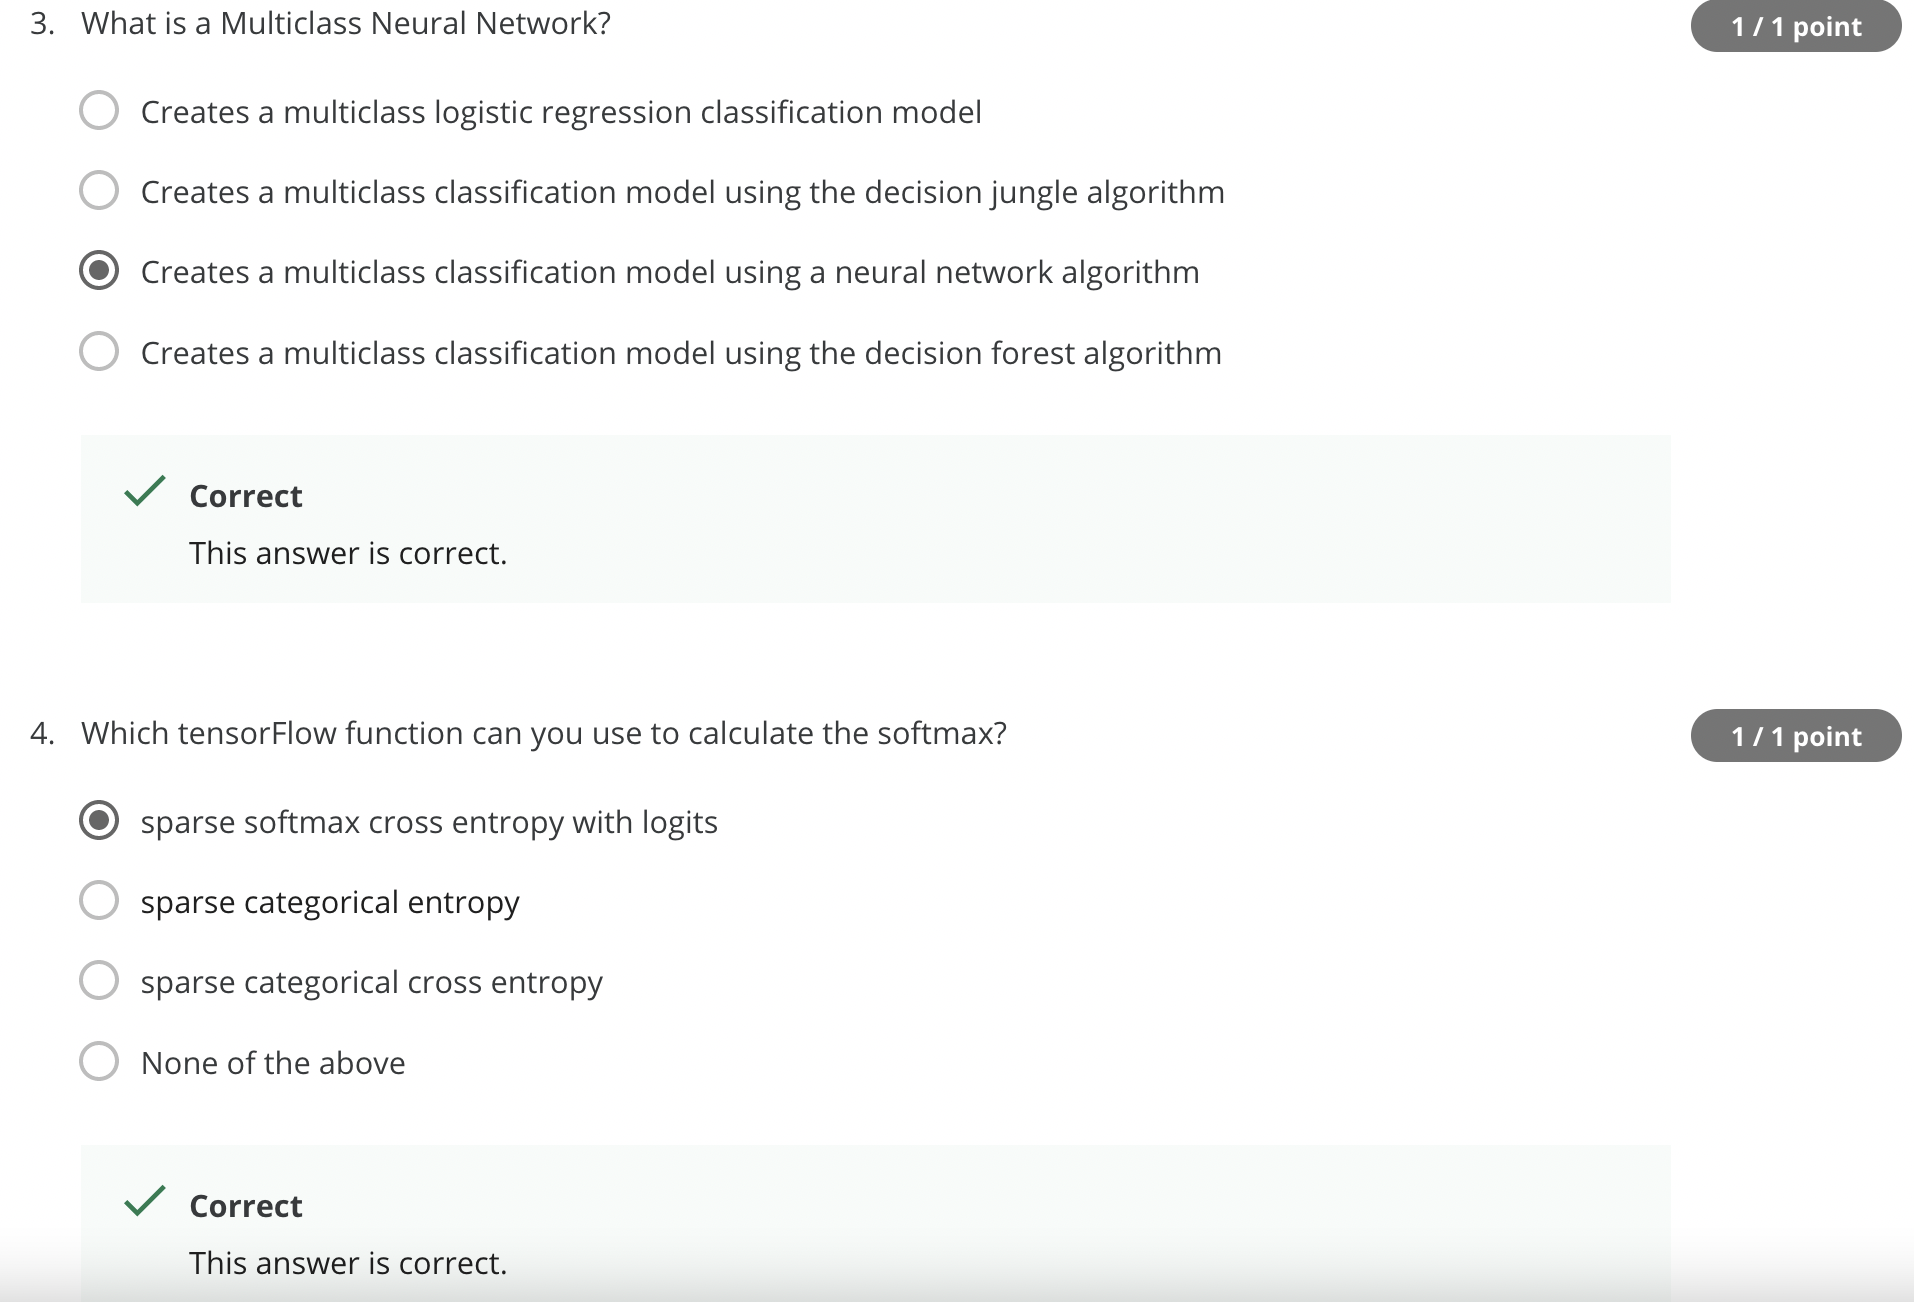 3. What is a Multiclass Neural Network?
1 / 1 point
Creates a multiclass logistic regression classification model
Creates a multiclass classification model using the decision jungle algorithm
Creates a multiclass classification model using a neural network algorithm
Creates a multiclass classification model using the decision forest algorithm
Correct
This answer is correct.
4. Which tensorFlow function can you use to calculate the softmax?
1 / 1 point
sparse softmax cross entropy with logits
sparse categorical entropy
sparse categorical cross entropy
None of the above
Correct
This answer is correct.